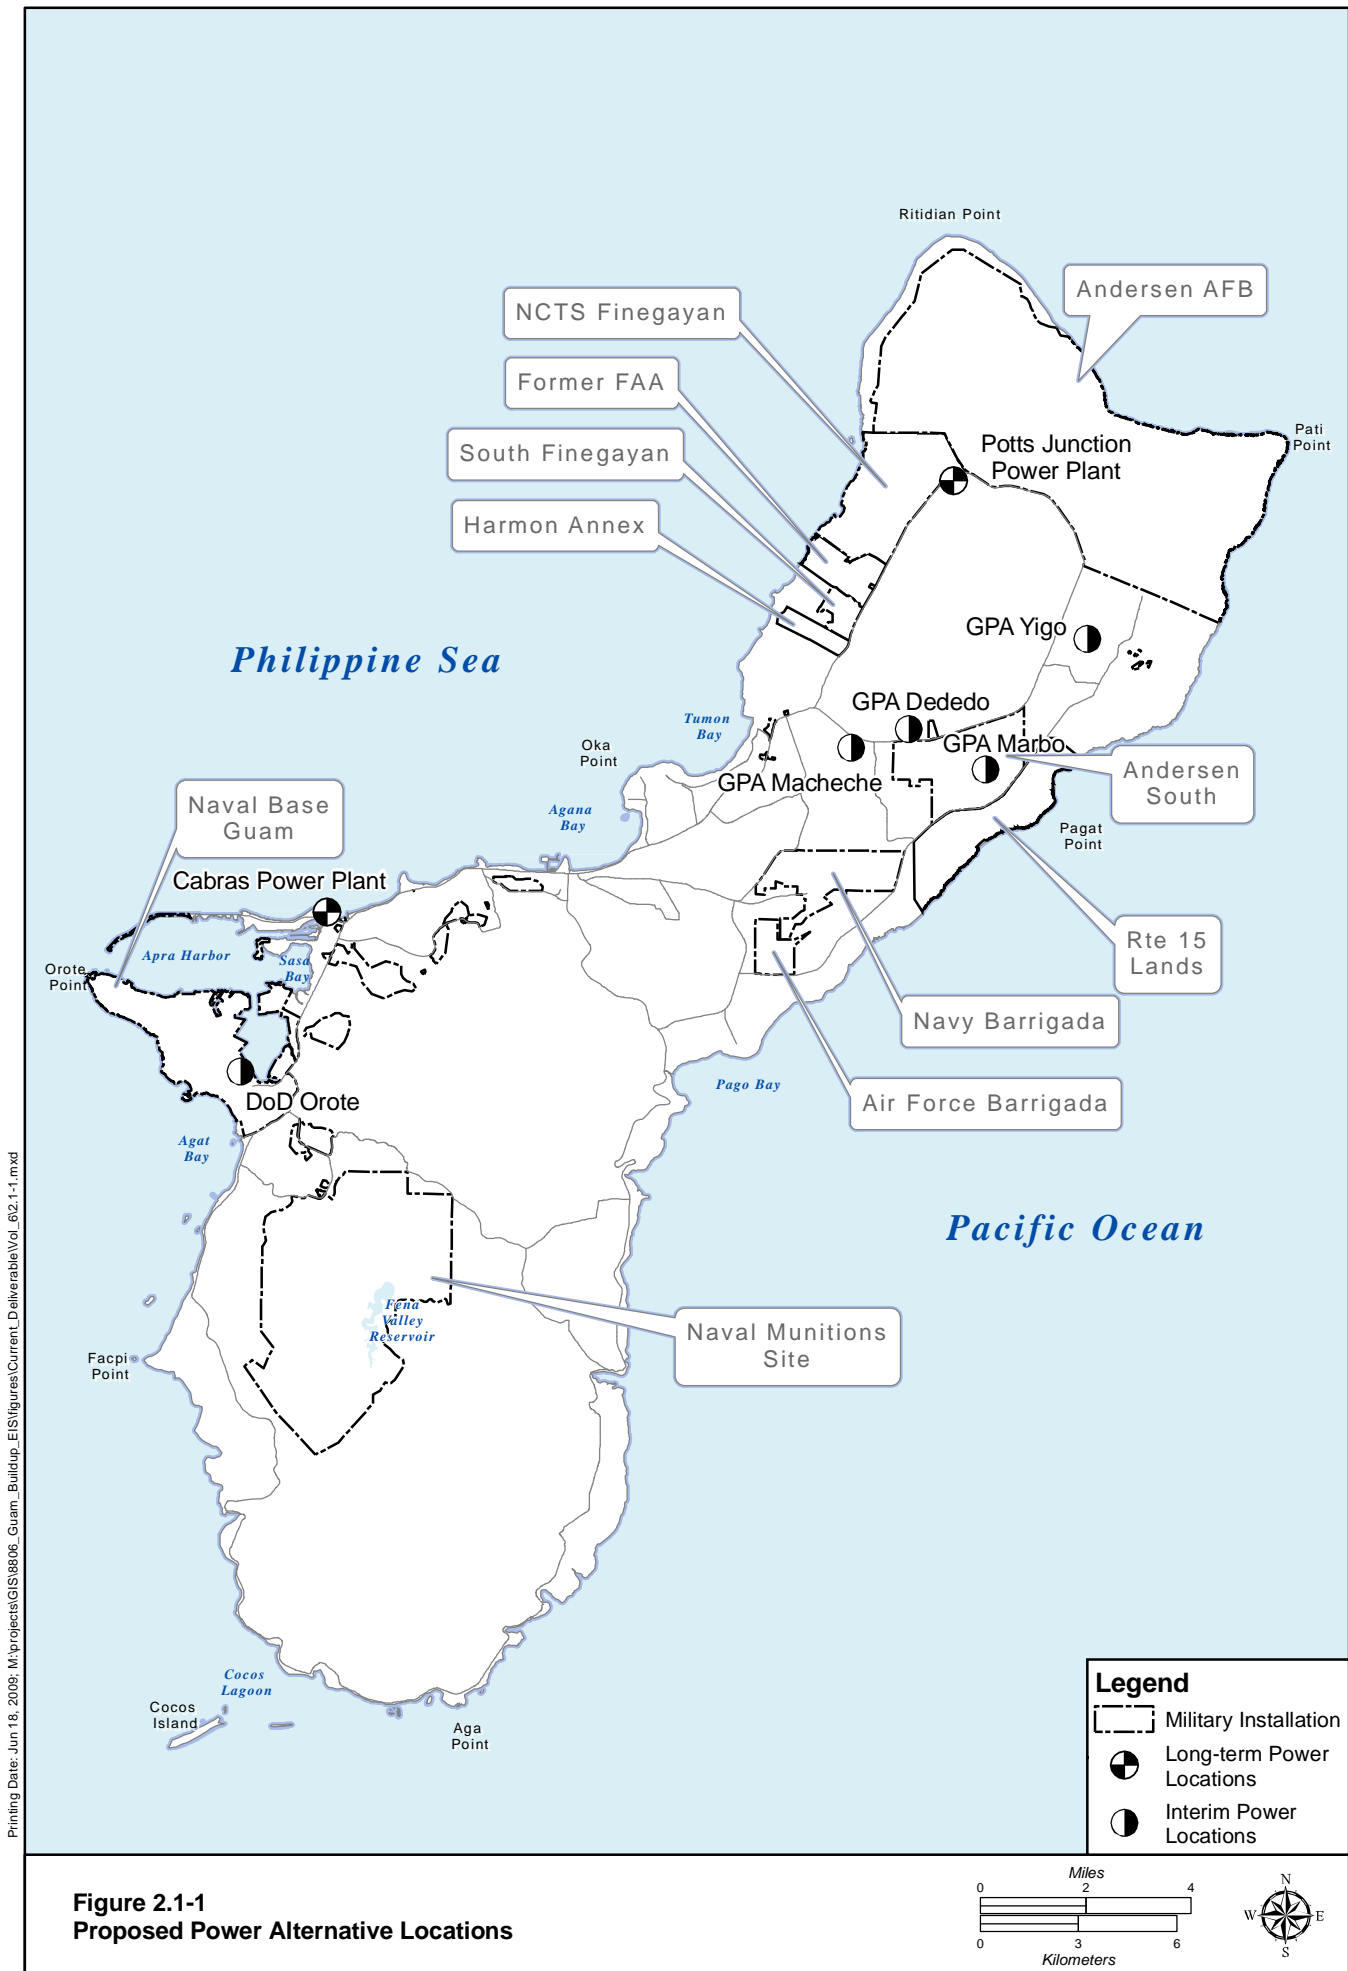 Ritidian Point
Andersen AFB
NCTS Finegayan
Former FAA
South Finegayan
Harmon Annex
Pati
Point
Potts Junction
Power Plant
GPA Yigo
Philippine Sea
GPA Dededo
Tumon
Bay
GPA Marbo
Oka
Point
GPA Macheche
Andersen
South
Naval Base
Guam
Agana
Bay
Pagat
Point
Cabras Power Plant
Rte 15
Lands
Apra Harbor
Sasa
Bay
Orote
Point
Navy Barrigada
Pago Bay
Air Force Barrigada
DoD Orote
Agat
Bay
Pacific Ocean
Fena
Valley
Reservoir
Naval Munitions
Site
Facpi
Point
Cocos
Lagoon
Cocos
Island
Aga
Point
Legend
Military Installation
Long-term Power
Locations
Interim Power
Locations
Printing Date: Jun 18, 2009; M:\projects\GIS\8806_Guam_Buildup_EIS\figures\Current_Deliverable\Vol_6\2.1-1.mxd
Figure 2.1-1
Proposed Power Alternative Locations
Miles
0 2 4
0 3 6
Kilometers
N
W E
S